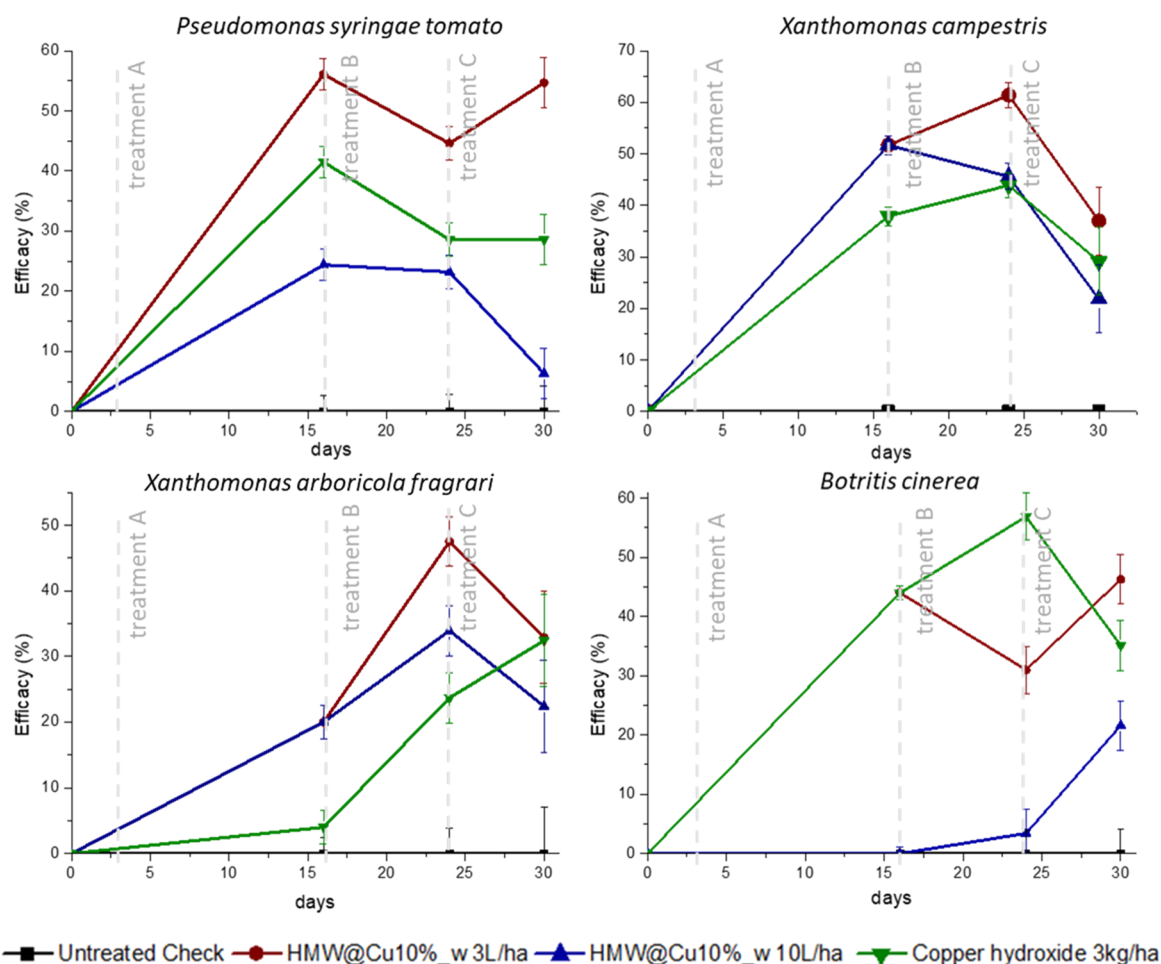 Pseudomonas syringae tomato
60
50
40
30
20
10
0
Efficacy (%)
treatment A
treatment B
treatment C
0 5 10 15 20 25 30
days
Xanthomonas campestris
70
60
50
40
30
20
10
0
Efficacy (%)
treatment A
treatment B
treatment C
0 5 10 15 20 25 30
days
Xanthomonas arboricola fragrari
50
40
30
20
10
0
Efficacy (%)
treatment A
treatment B
treatment C
0 5 10 15 20 25 30
days
Botritis cinerea
60
50
40
30
20
10
0
Efficacy (%)
treatment A
treatment B
treatment C
0 5 10 15 20 25 30
days
Untreated Check HMW@Cu10%_w 3L/ha HMW@Cu10%_w 10L/ha Copper hydroxide 3kg/ha